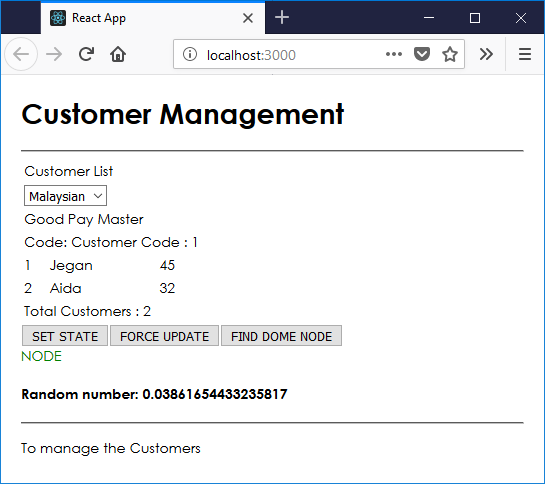 React App
localhost:3000
Customer Management
Customer List
Malaysian
Good Pay Master
Code: Customer Code : 1
1 Jegan 45
2 Aida 32
Total Customers : 2
SET STATE FORCE UPDATE FIND DOME NODE
NODE
Random number: 0.03861654433235817
To manage the Customers